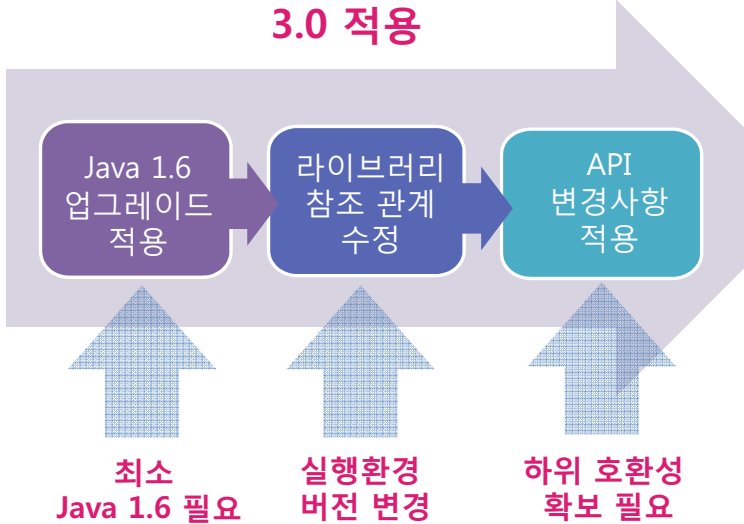 3.0 적용
Java 1.6
업그레이드
적용
라이브러리
참조 관계
수정
API
변경사항
적용
최소
Java 1.6 필요
실행환경
버전 변경
하위 호환성
확보 필요